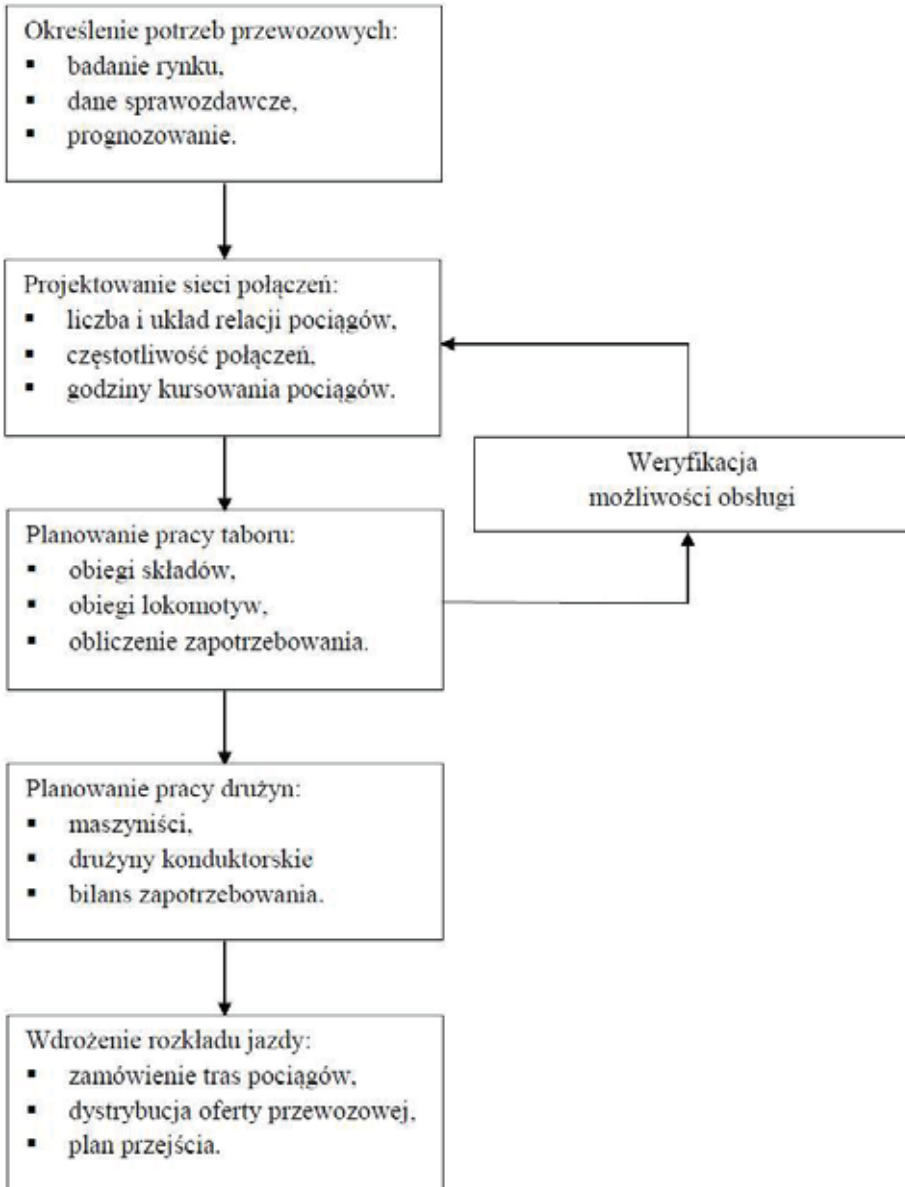 Określenie potrzeb przewozowych:
▪ badanie rynku,
▪ dane sprawozdawcze,
▪ prognozowanie.
Projektowanie sieci połączeń:
▪ liczba i układ relacji pociągów,
▪ częstotliwość połączeń,
▪ godziny kursowania pociągów.
Weryfikacja
możliwości obsługi
Planowanie pracy taboru:
▪ obiegi składów,
▪ obiegi lokomotyw,
▪ obliczenie zapotrzebowania.
Planowanie pracy drużyn:
▪ maszyniści,
▪ drużyny konduktorskie
▪ bilans zapotrzebowania.
Wdrożenie rozkładu jazdy:
▪ zamówienie tras pociągów,
▪ dystrybucja oferty przewozowej,
▪ plan przejścia.